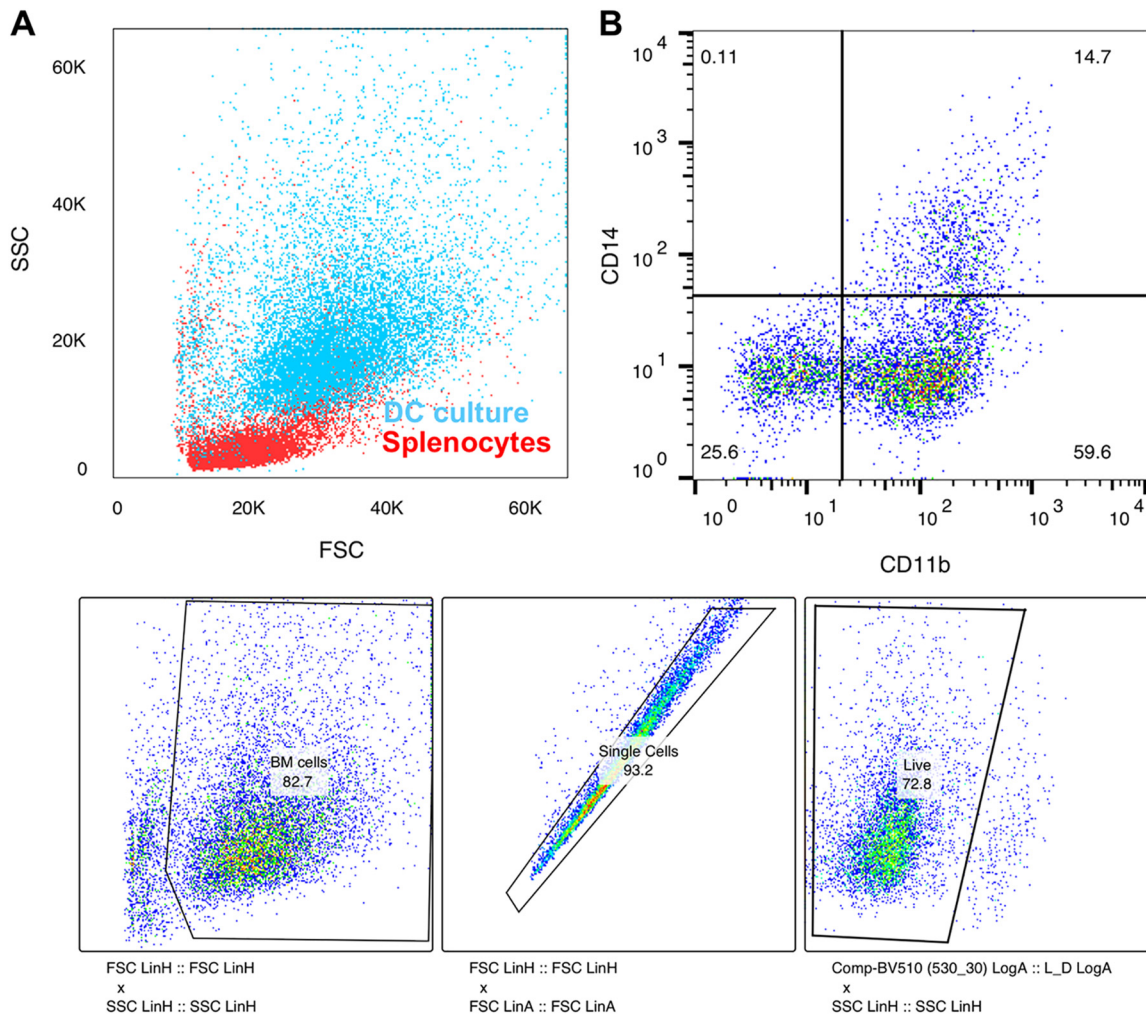 A
60K
40K
20K
0
SSC
DC culture
Splenocytes
0
20K
40K
60K
FSC
B
10 4
10 3
10 2
10 1
10 0
CD14
0.11
14.7
25.6
59.6
10 0
10 1
10 2
10 3
10 4
CD11b
BM cells
82.7
FSC LinH :: FSC LinH
x
SSC LinH :: SSC LinH
Single Cells
93.2
FSC LinH :: FSC LinH
x
FSC LinA :: FSC LinA
Live
72.8
Comp-BV510 (530_30) LogA :: L_D LogA
x
SSC LinH :: SSC LinH